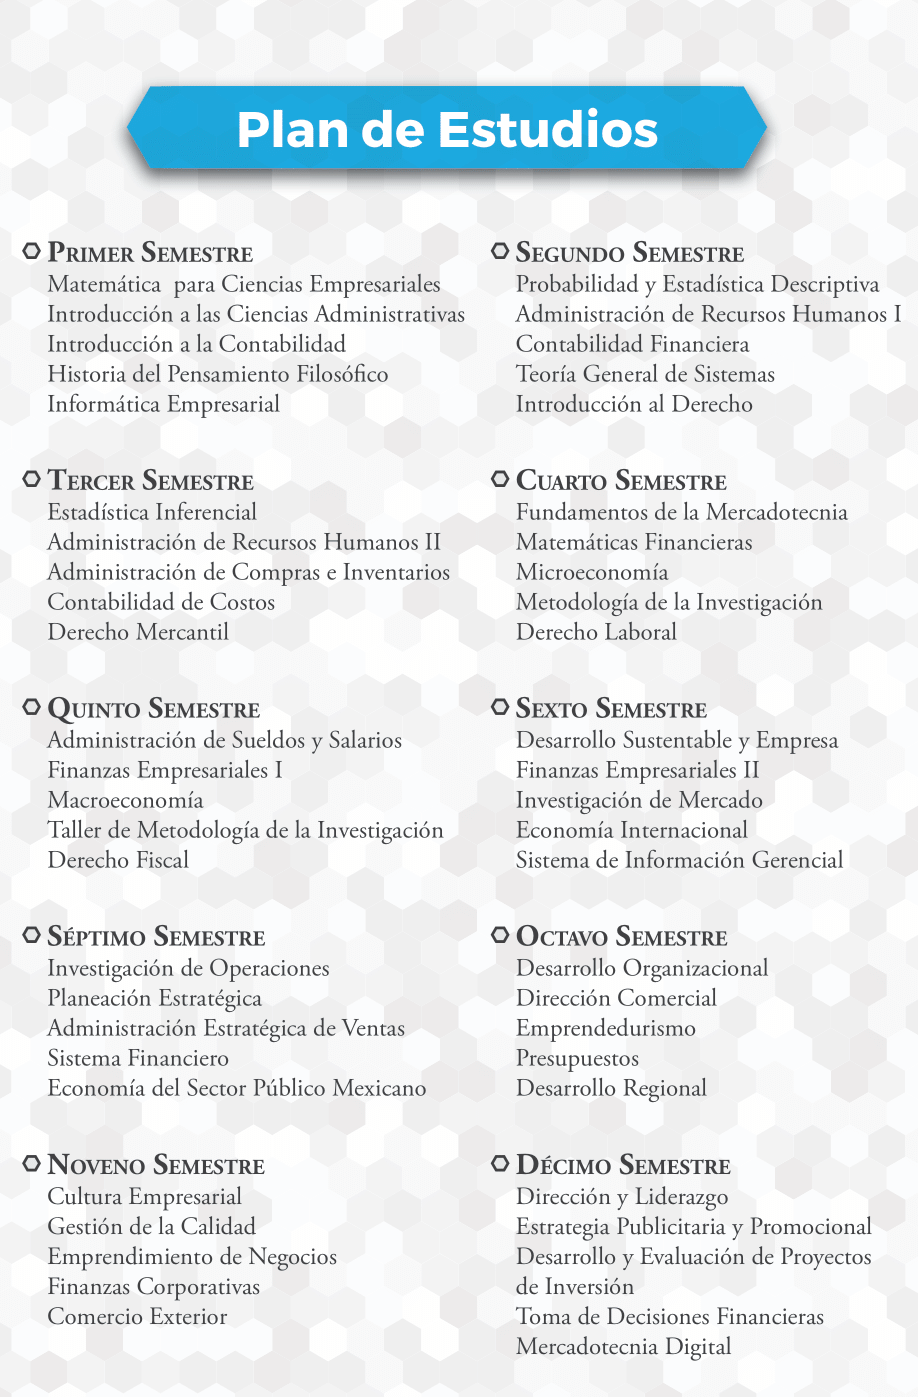 Plan de Estudios
Primer Semestre
Matemática para Ciencias Empresariales
Introducción a las Ciencias Administrativas
Introducción a la Contabilidad
Historia del Pensamiento Filosófico
Informática Empresarial
Segundo Semestre
Probabilidad y Estadística Descriptiva
Administración de Recursos Humanos I
Contabilidad Financiera
Teoría General de Sistemas
Introducción al Derecho
Tercer Semestre
Estadística Inferencial
Administración de Recursos Humanos II
Administración de Compras e Inventarios
Contabilidad de Costos
Derecho Mercantil
Cuarto Semestre
Fundamentos de la Mercadotecnia
Matemáticas Financieras
Microeconomía
Metodología de la Investigación
Derecho Laboral
Quinto Semestre
Administración de Sueldos y Salarios
Finanzas Empresariales I
Macroeconomía
Taller de Metodología de la Investigación
Derecho Fiscal
Sexto Semestre
Desarrollo Sustentable y Empresa
Finanzas Empresariales II
Investigación de Mercado
Economía Internacional
Sistema de Información Gerencial
Séptimo Semestre
Investigación de Operaciones
Planeación Estratégica
Administración Estratégica de Ventas
Sistema Financiero
Economía del Sector Público Mexicano
Octavo Semestre
Desarrollo Organizacional
Dirección Comercial
Emprendedurismo
Presupuestos
Desarrollo Regional
Noveno Semestre
Cultura Empresarial
Gestión de la Calidad
Emprendimiento de Negocios
Finanzas Corporativas
Comercio Exterior
Décimo Semestre
Dirección y Liderazgo
Estrategia Publicitaria y Promocional
Desarrollo y Evaluación de Proyectos
de Inversión
Toma de Decisiones Financieras
Mercadotecnia Digital